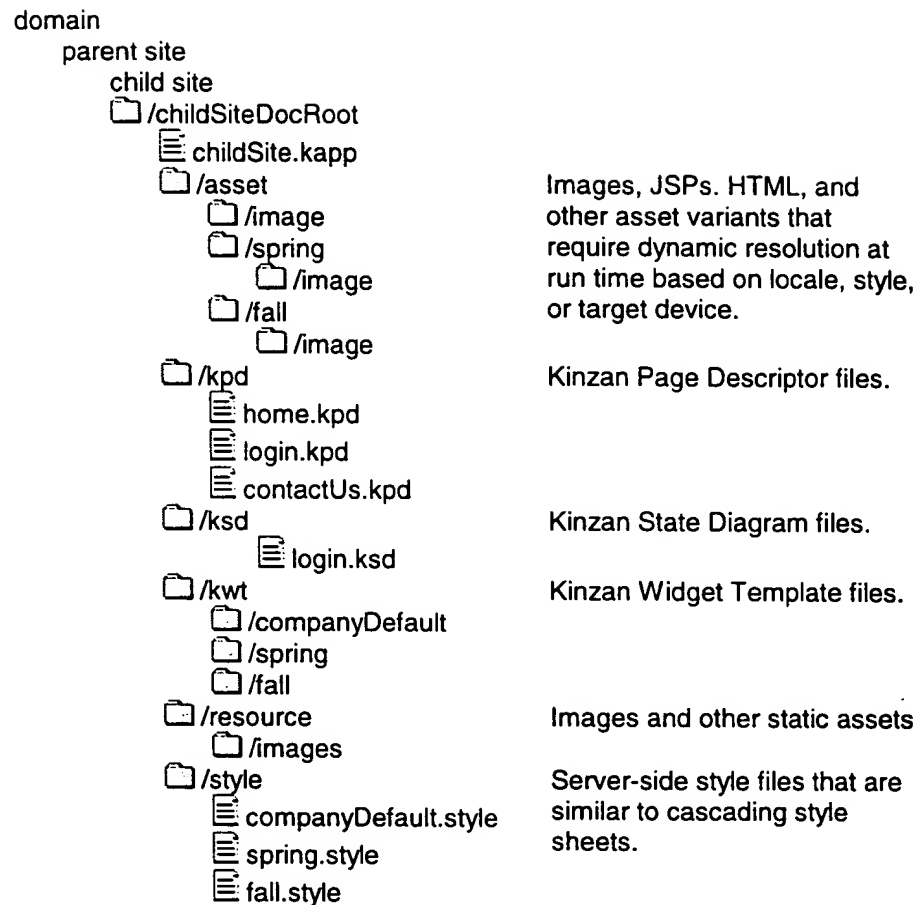 domain
parent site
child site
/childSiteDocRoot
childSite.kapp
/asset Images, JSPs. HTML, and
/image other asset variants that
/spring require dynamic resolution at
/image run time based on locale, style,
/fall or target device.
/image
/kpd Kinzan Page Descriptor files.
home.kpd
login.kpd
contactUs.kpd
/ksd Kinzan State Diagram files.
login.ksd
/kwt Kinzan Widget Template files.
/companyDefault
/spring
/fall
/resource Images and other static assets
/images
/style Server-side style files that are
companyDefault.style similar to cascading style
spring.style sheets.
fall.style